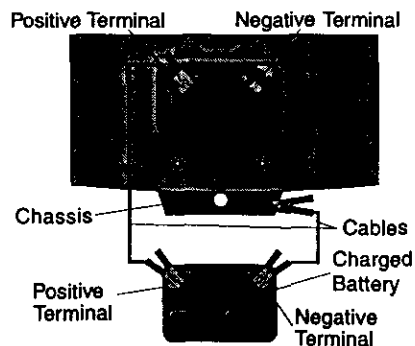 Positive Terminal
Negative Terminal
Chassis
Cables
Charged
Battery
Positive
Terminal
Negative
Terminal